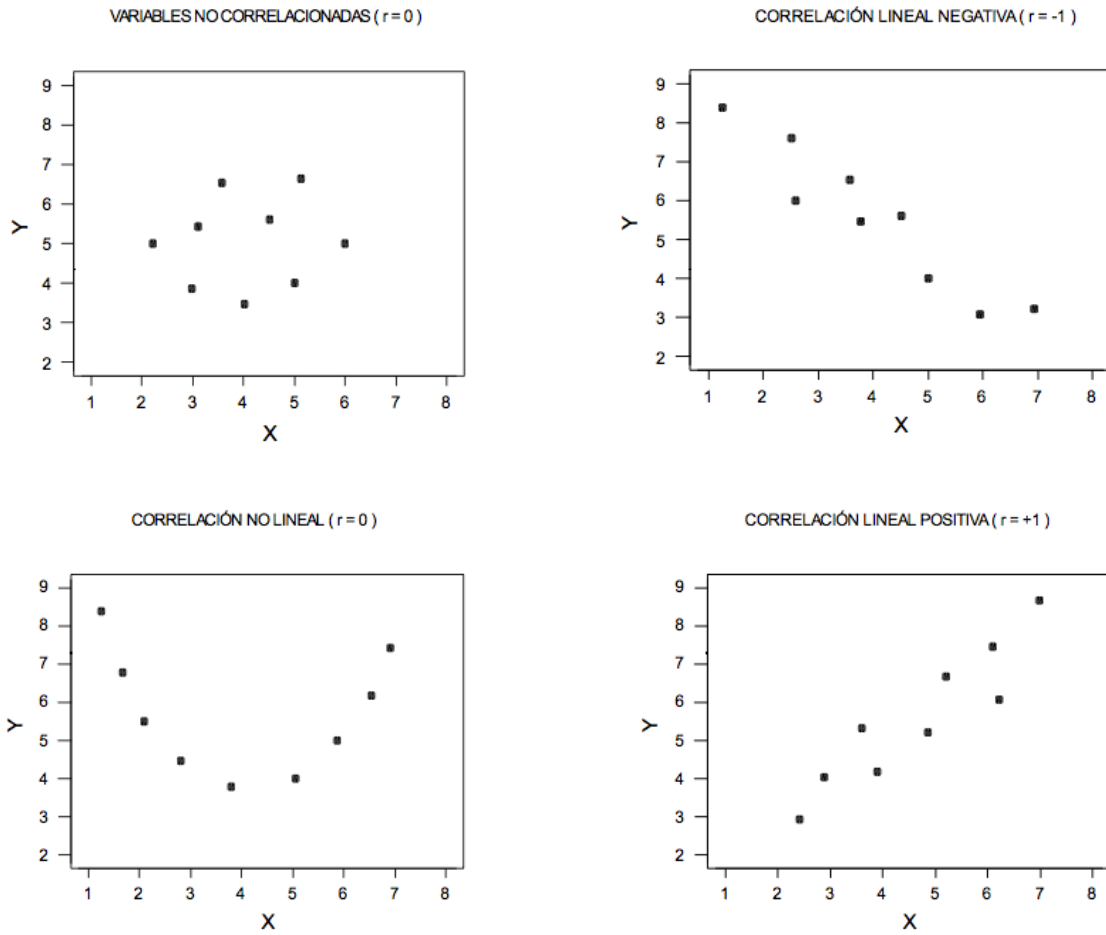 VARIABLES NO CORRELACIONADAS ( r = 0 )
9
8
7
6
5
4
3
2
Y
1 2 3 4 5 6 7 8
X
CORRELACIÓN LINEAL NEGATIVA ( r = -1 )
9
8
7
6
5
4
3
2
Y
1 2 3 4 5 6 7 8
X
CORRELACIÓN NO LINEAL ( r = 0 )
9
8
7
6
5
4
3
2
Y
1 2 3 4 5 6 7 8
X
CORRELACIÓN LINEAL POSITIVA ( r = +1 )
9
8
7
6
5
4
3
2
Y
1 2 3 4 5 6 7 8
X